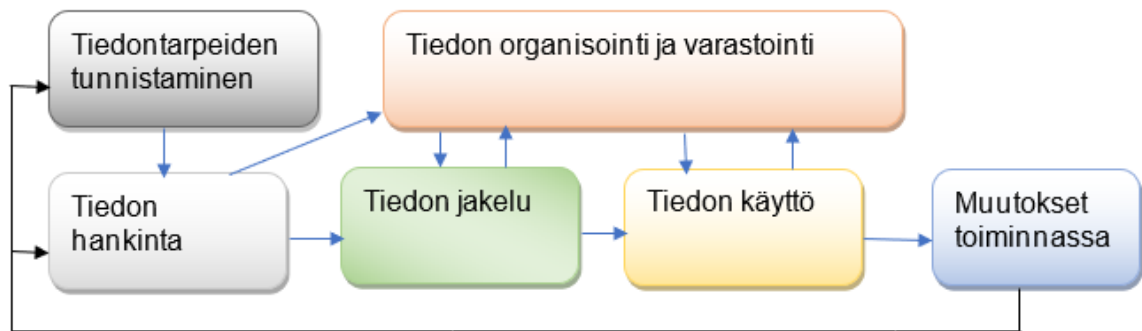 Tiedontarpeiden
tunnistaminen
Tiedon organisointi ja varastointi
Tiedon
hankinta
Tiedon jakelu
Tiedon käyttö
Muutokset
toiminnassa